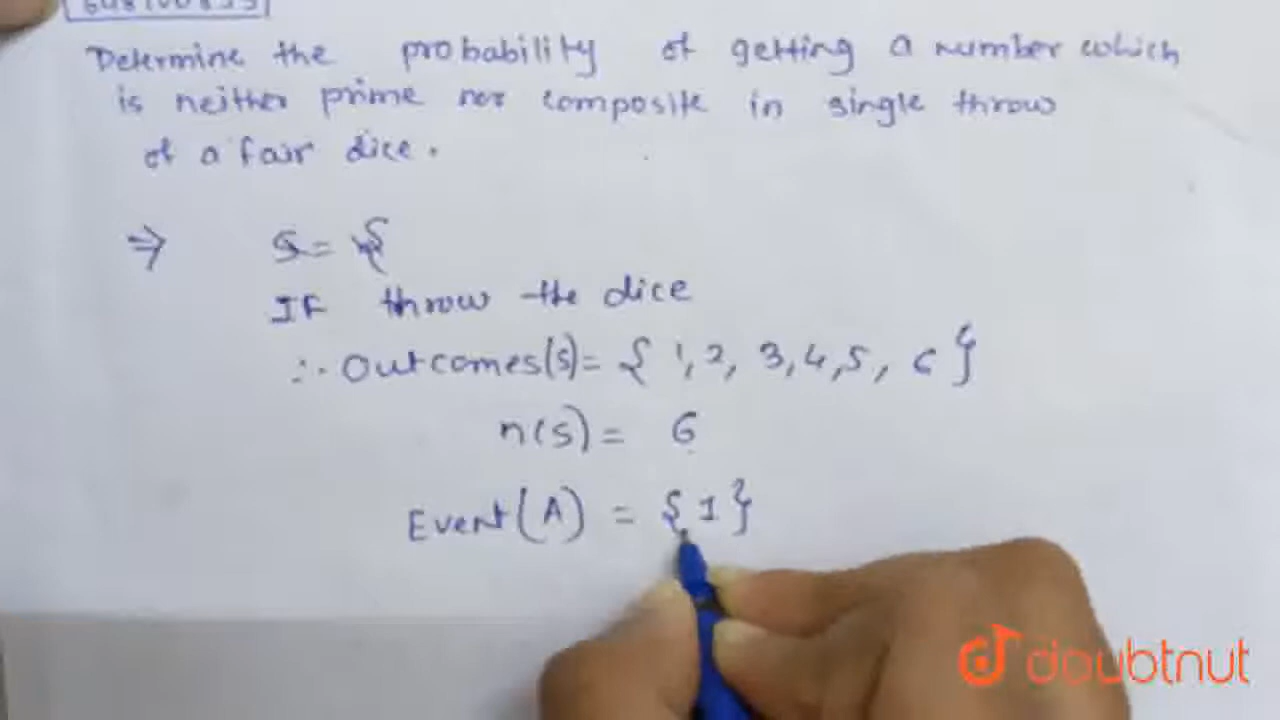 Determine the probability of getting a number which
is neither prime nor composite in single throw
of a fair dice.
⇒ S = {
If throw the dice
∴ Outcomes(s) = { 1, 2, 3, 4, 5, 6 }
n(s) = 6
Event(A) = { 1 }
doubtnut